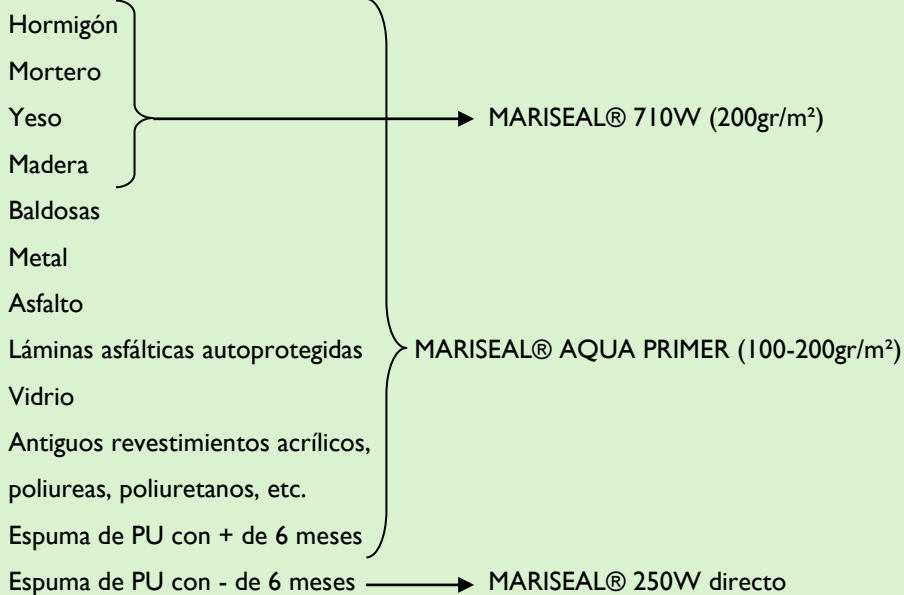 Hormigón
Mortero
Yeso
MARISEAL® 710W (200gr/m²)
Madera
Baldosas
Metal
Asfalto
Láminas asfálticas autoprotegidas
MARISEAL® AQUA PRIMER (100-200gr/m²)
Vidrio
Antiguos revestimientos acrílicos,
poliureas, poliuretanos, etc.
Espuma de PU con + de 6 meses
Espuma de PU con - de 6 meses
MARISEAL® 250W directo